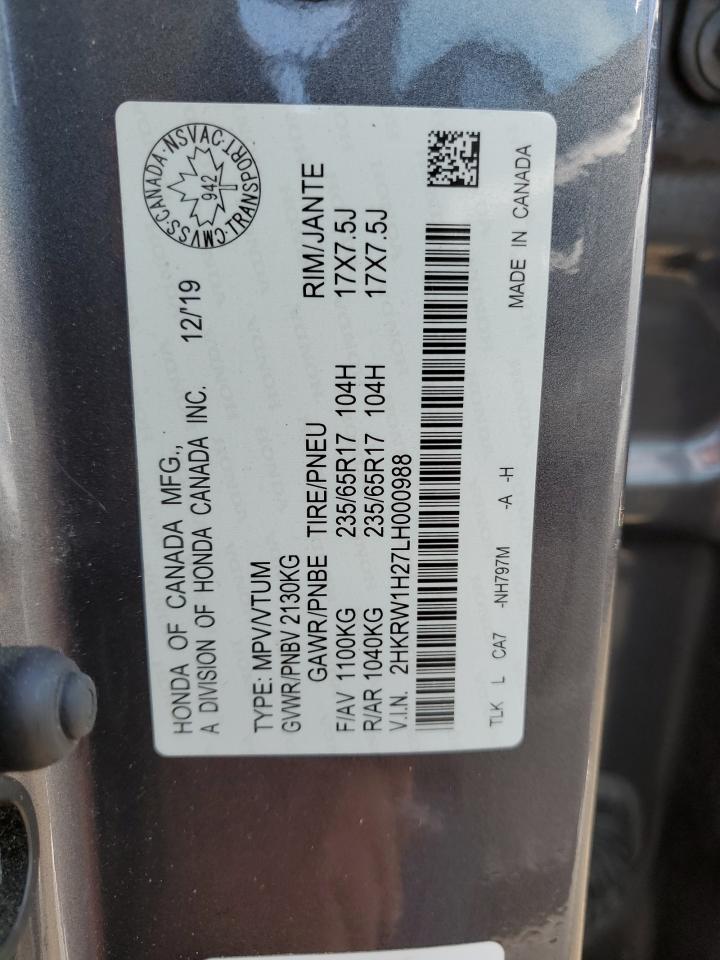 HONDA OF CANADA MFG.,
A DIVISION OF HONDA CANADA INC. 12/'19
CMVSS·CANADA·NSVAC·TRANSPORT·
942
TYPE: MPV/VTUM
GVWR/PNBV 2130KG
GAWR/PNBE TIRE/PNEU RIM/JANTE
F/AV 1100KG 235/65R17 104H 17X7.5J
R/AR 1040KG 235/65R17 104H 17X7.5J
V.I.N. 2HKRW1H27LH000988
TLK L CA7 -NH797M -A -H
MADE IN CANADA